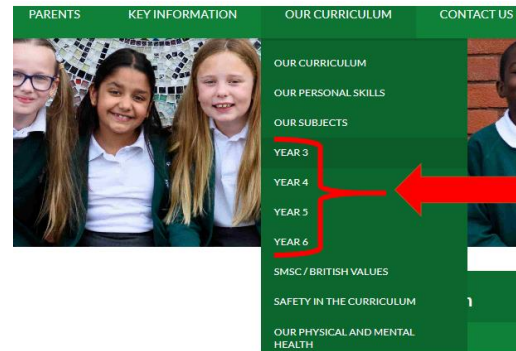 PARENTS KEY INFORMATION OUR CURRICULUM CONTACT US
OUR CURRICULUM
OUR PERSONAL SKILLS
OUR SUBJECTS
YEAR 3
YEAR 4
YEAR 5
YEAR 6
SMSC / BRITISH VALUES
SAFETY IN THE CURRICULUM
OUR PHYSICAL AND MENTAL
HEALTH